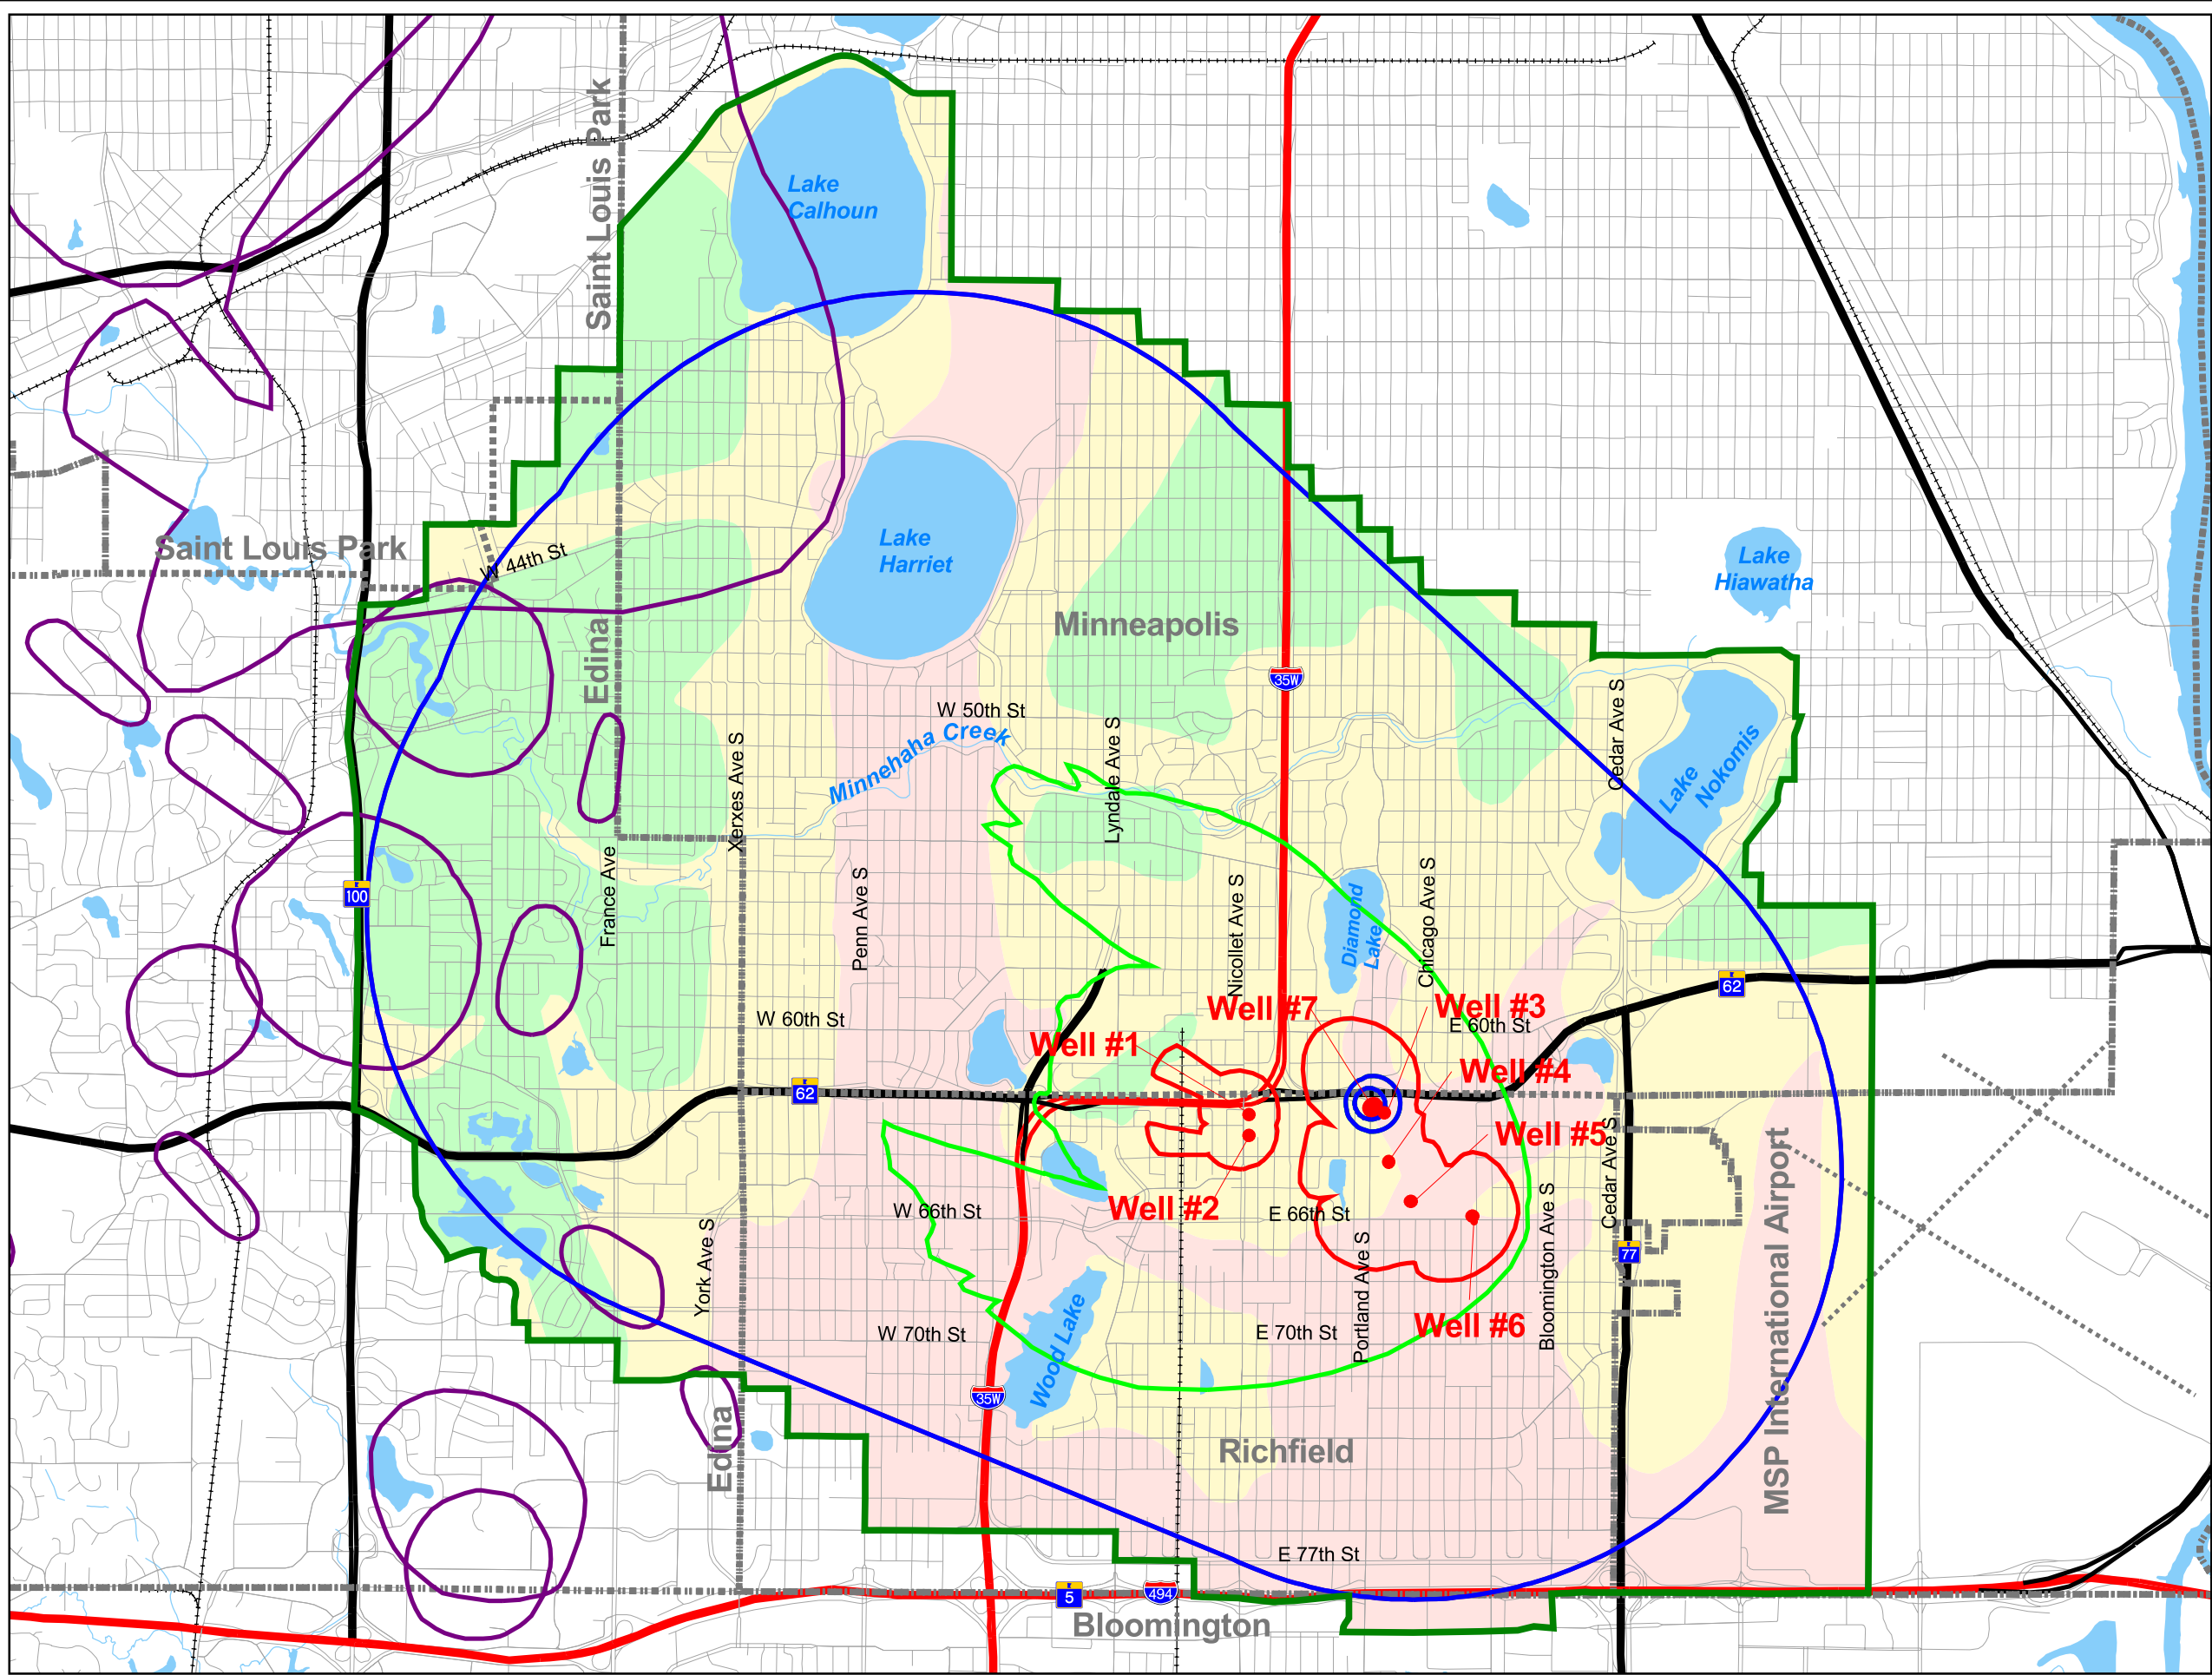 Saint Louis Park
Lake
Calhoun
Lake
Harriet
Saint Louis Park
W 44th St
Lake
Hiawatha
Minneapolis
Edina
35W
W 50th St
Minnehaha Creek
Xerxes Ave S
Lyndale Ave S
Cedar Ave S
Lake
Nokomis
100
France Ave
Penn Ave S
Nicollet Ave S
Diamond
Lake
Chicago Ave S
62
W 60th St
Well #7
Well #3
E 60th St
Well #1
Well #4
62
Well #5
Cedar Ave S
Well #2
W 66th St
E 66th St
York Ave S
Portland Ave S
Bloomington Ave S
77
MSP International Airport
W 70th St
E 70th St
Well #6
Wood Lake
35W
Edina
Richfield
E 77th St
5
494
Bloomington